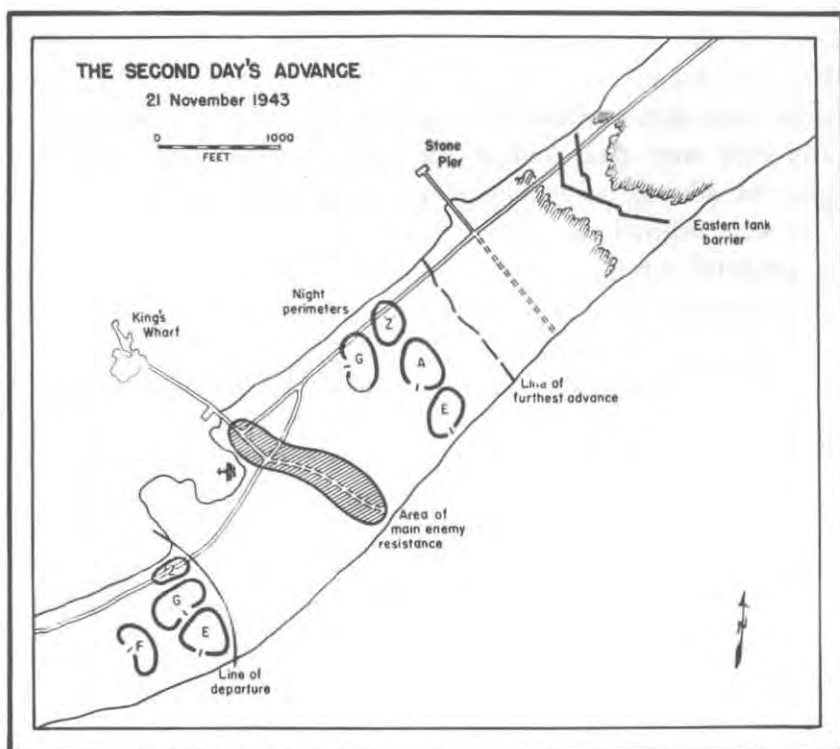 THE SECOND DAY'S ADVANCE
21 November 1943
0 1000
FEET
Stone
Pier
Eastern tank
barrier
Night
perimeters
King's
Wharf
Z
G
A
E
Line of
furthest advance
Area of
main enemy
resistance
G
E
F
Line of
departure